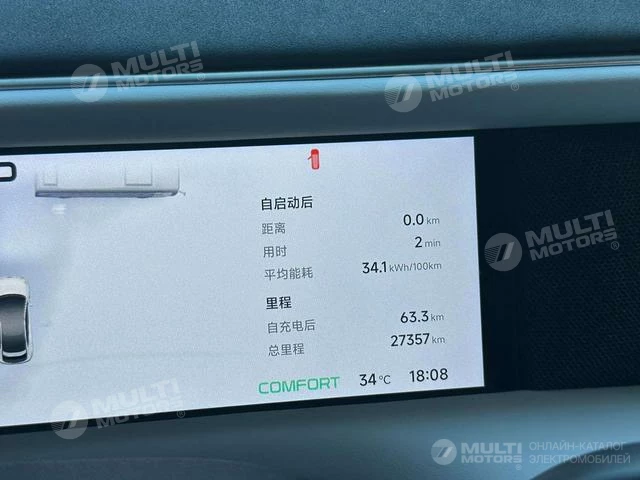 MULTI MOTORS
MULTI MOTORS
自启动后
距离 0.0 km
用时 2 min
平均能耗 34.1 kWh/100km
里程
自充电后 63.3 km
总里程 27357 km
COMFORT 34℃ 18:08
MULTI MOTORS
MULTI MOTORS
MULTI MOTORS
ОНЛАЙН-КАТАЛОГ
ЭЛЕКТРОМОБИЛЕЙ